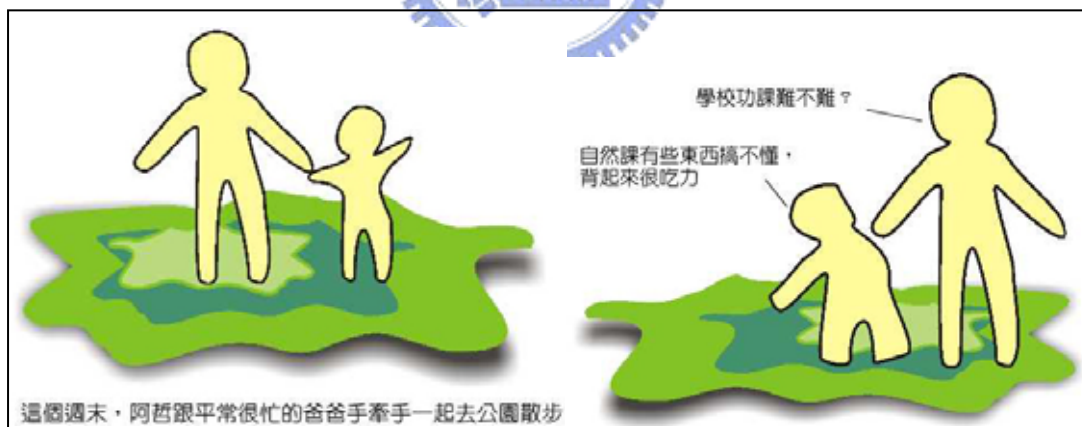 這個週末，阿哲跟平常很忙的爸爸手牽手一起去公園散步
學校功課難不難？
自然課有些東西搞不懂，
背起來很吃力